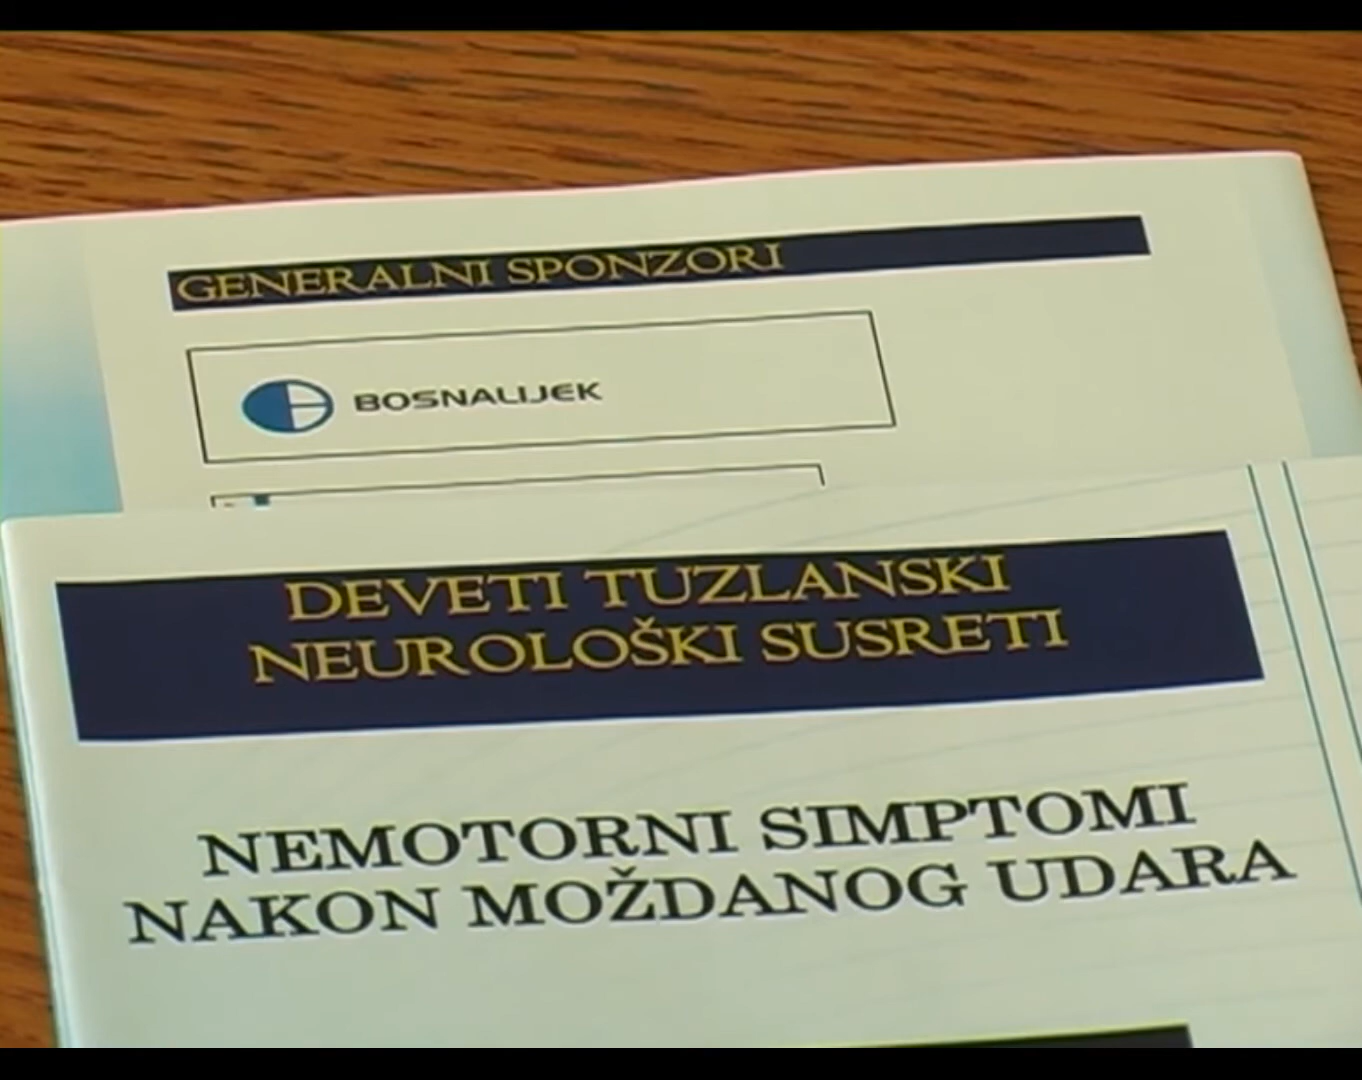 GENERALNI SPONZORI
BOSNALIJEK
DEVETI TUZLANSKI
NEUROLOŠKI SUSRETI
NEMOTORNI SIMPTOMI
NAKON MOŽDANOG UDARA